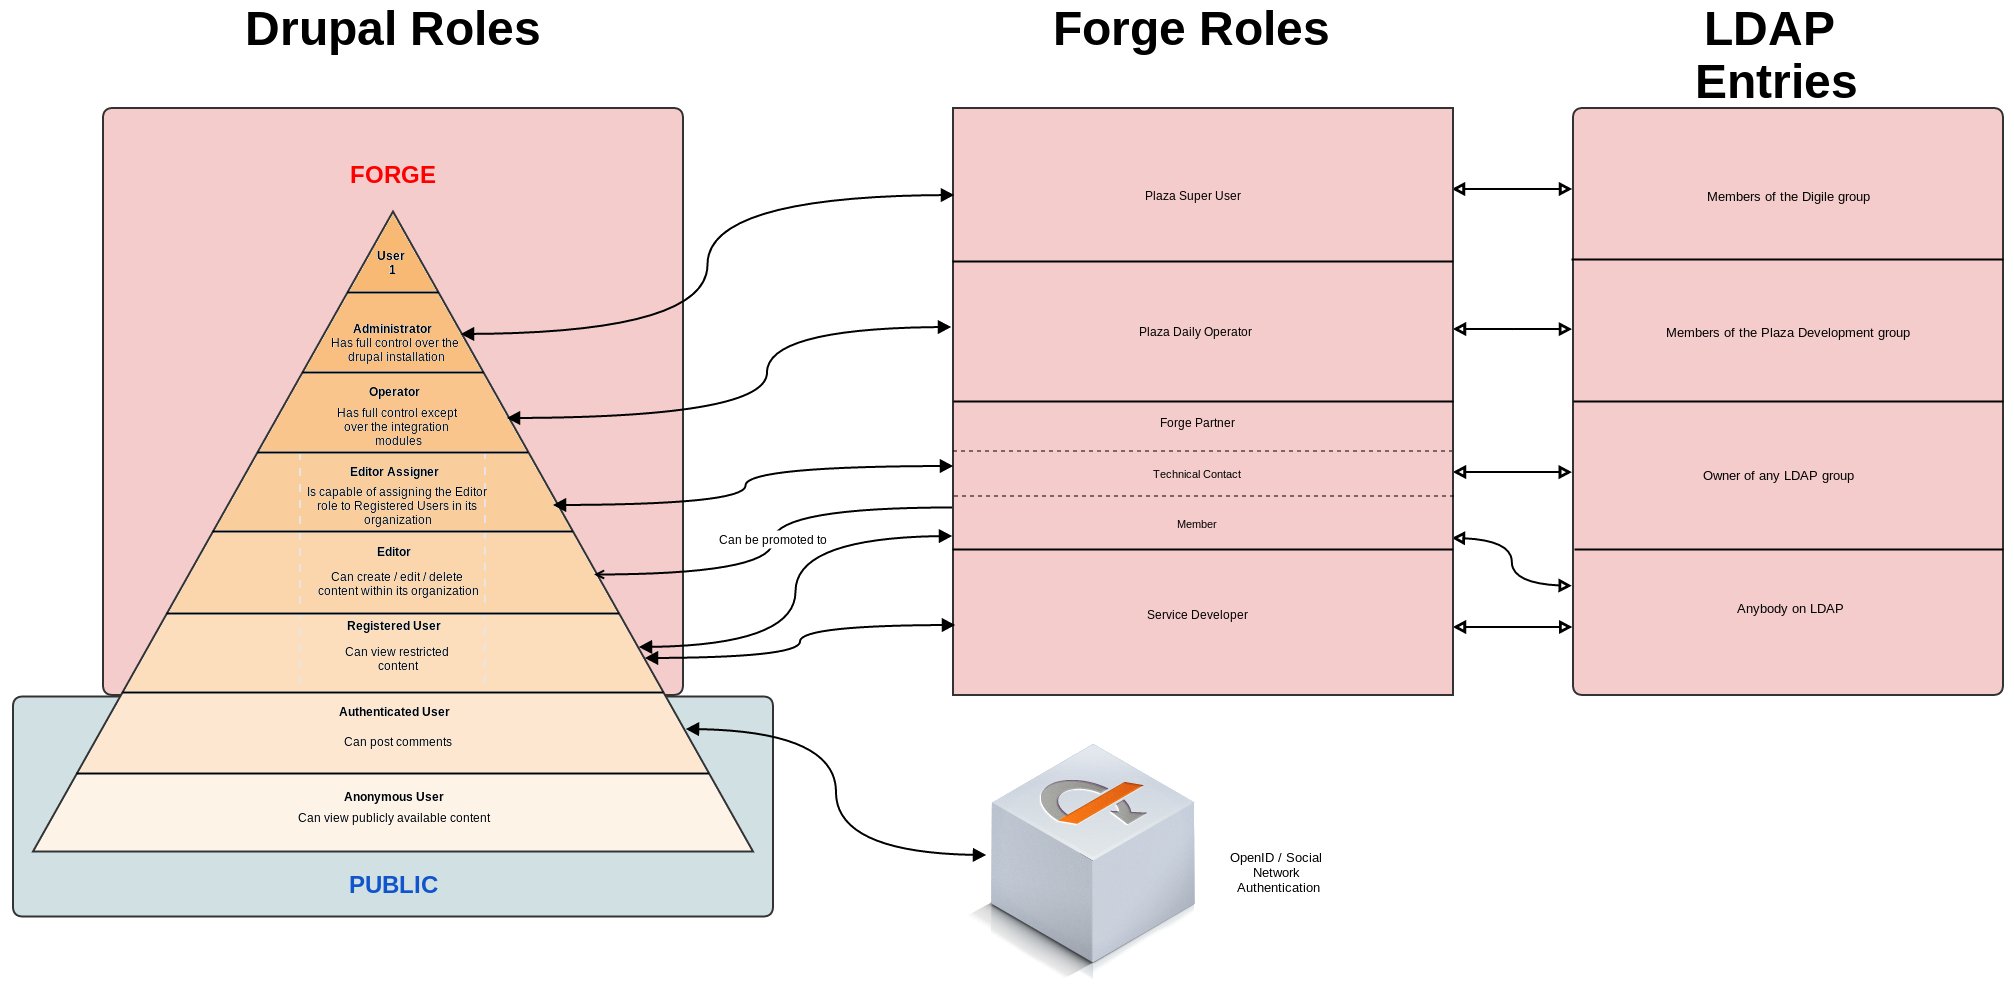 Drupal Roles
Forge Roles
LDAP
Entries
FORGE
User
1
Administrator
Has full control over the
drupal installation
Operator
Has full control except
over the integration
modules
Editor Assigner
Is capable of assigning the Editor
role to Registered Users in its
organization
Editor
Can create / edit / delete
content within its organization
Registered User
Can view restricted
content
Authenticated User
Can post comments
Anonymous User
Can view publicly available content
PUBLIC
Can be promoted to
Plaza Super User
Plaza Daily Operator
Forge Partner
Technical Contact
Member
Service Developer
Members of the Digile group
Members of the Plaza Development group
Owner of any LDAP group
Anybody on LDAP
OpenID / Social
Network
Authentication